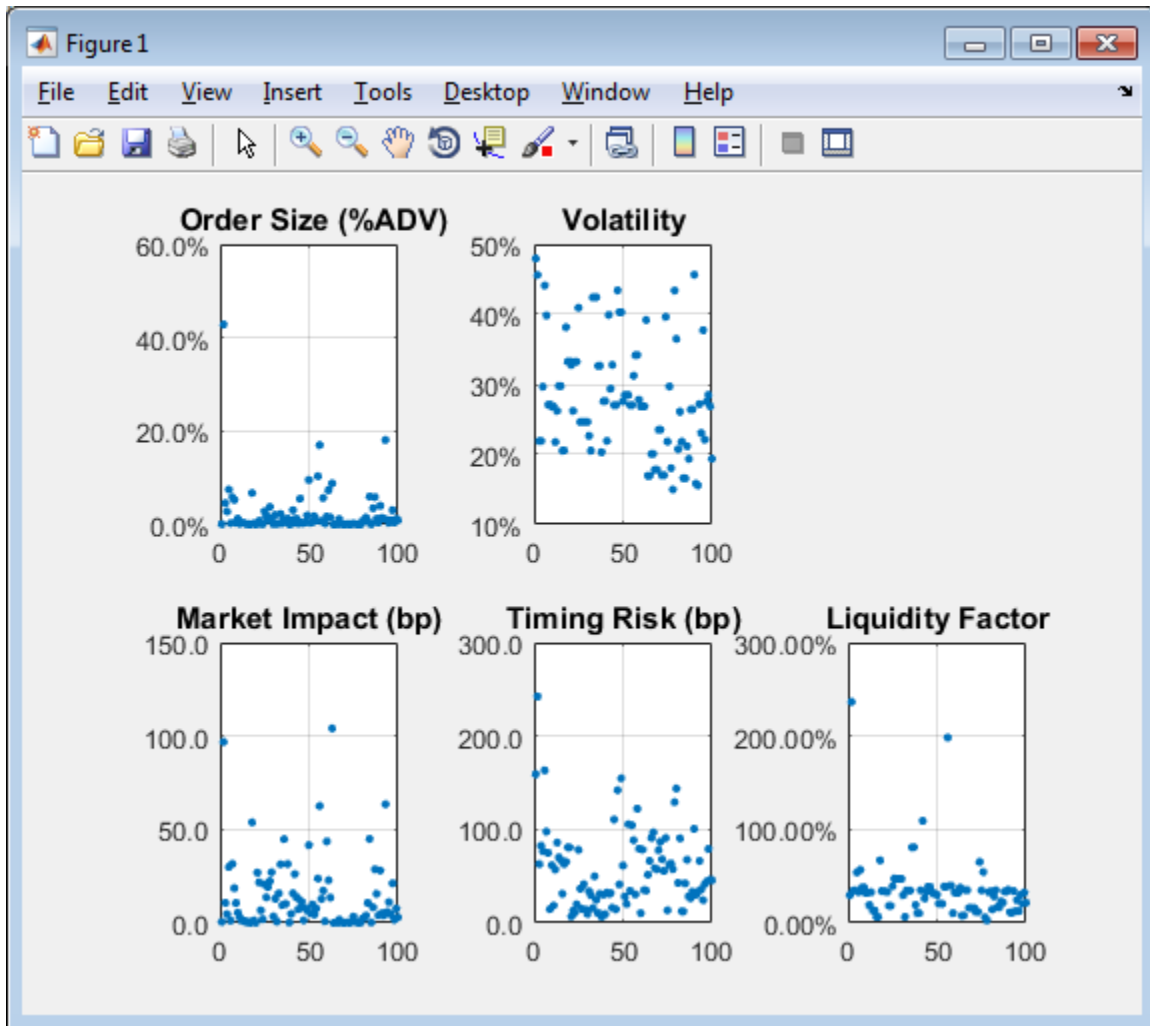 Figure 1
File Edit View Insert Tools Desktop Window Help
Order Size (%ADV)
60.0%
40.0%
20.0%
0.0%
0 50 100
Volatility
50%
40%
30%
20%
10%
0 50 100
Market Impact (bp)
150.0
100.0
50.0
0.0
0 50 100
Timing Risk (bp)
300.0
200.0
100.0
0.0
0 50 100
Liquidity Factor
300.00%
200.00%
100.00%
0.00%
0 50 100